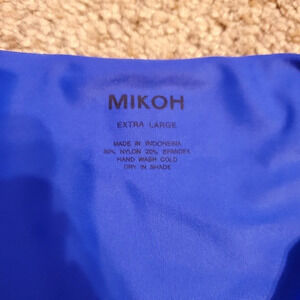 MIKOH
EXTRA LARGE
MADE IN INDONESIA
80% NYLON 20% SPANDEX
HAND WASH COLD
DRY IN SHADE